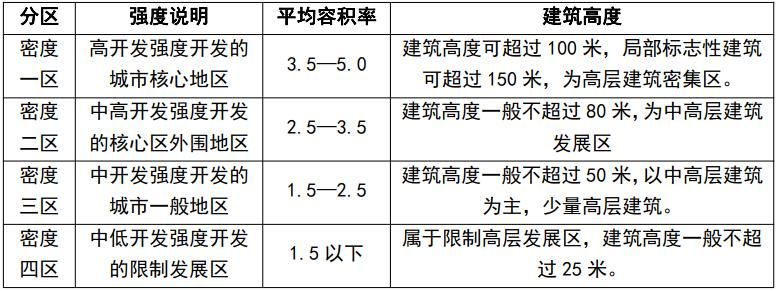 分区 强度说明 平均容积率 建筑高度
密度一区 高开发强度开发的城市核心地区 3.5—5.0 建筑高度可超过 100 米，局部标志性建筑可超过 150 米，为高层建筑密集区。
密度二区 中高开发强度开发的核心区外围地区 2.5—3.5 建筑高度一般不超过 80 米，为中高层建筑发展区
密度三区 中开发强度开发的城市一般地区 1.5—2.5 建筑高度一般不超过 50 米，以中高层建筑为主，少量高层建筑。
密度四区 中低开发强度开发的限制发展区 1.5 以下 属于限制高层发展区，建筑高度一般不超过 25 米。